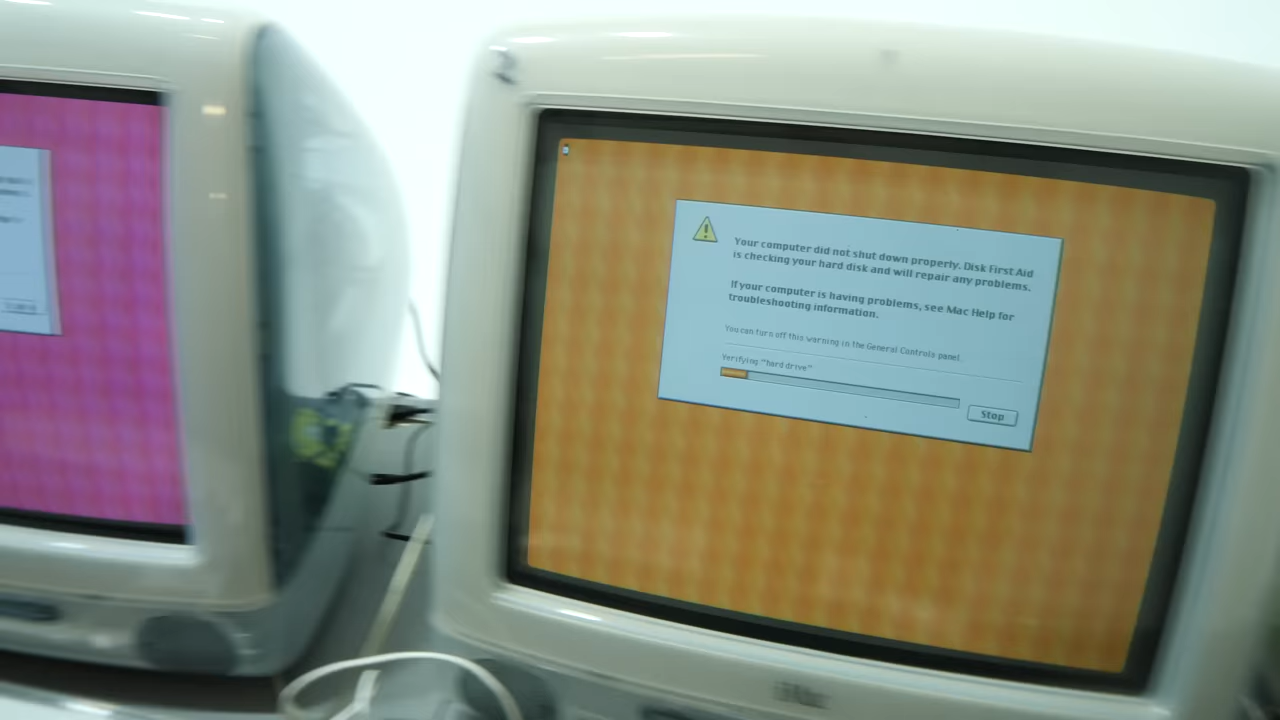 Your computer did not shut down properly. Disk First Aid
is checking your hard disk and will repair any problems.
If your computer is having problems, see Mac Help for
troubleshooting information.
You can turn off this warning in the General Controls panel.
Verifying "hard drive"
Stop